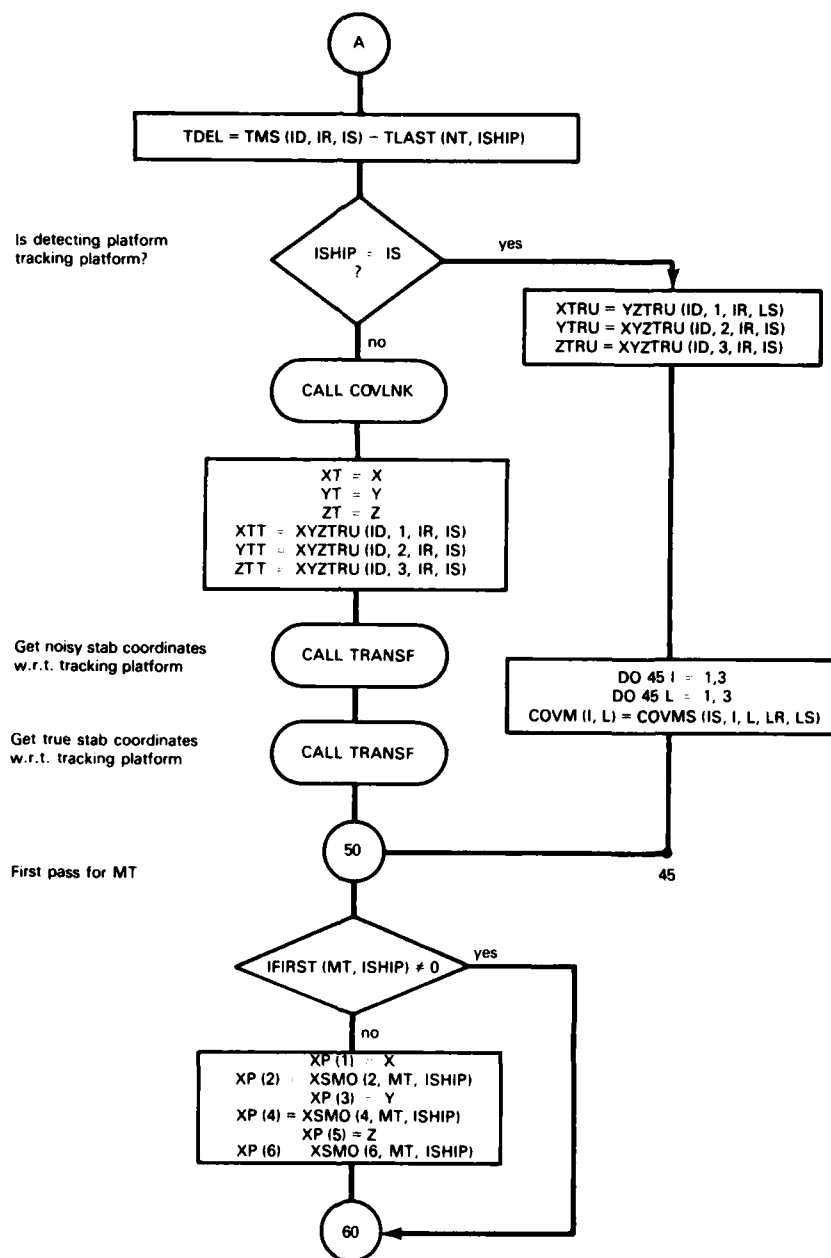 A
TDEL = TMS (ID, IR, IS) – TLAST (NT, ISHIP)
Is detecting platform
tracking platform?
ISHIP = IS
?
yes
no
XTRU = YZTRU (ID, 1, IR, LS)
YTRU = XYZTRU (ID, 2, IR, IS)
ZTRU = XYZTRU (ID, 3, IR, IS)
CALL COVLNK
XT = X
YT = Y
ZT = Z
XTT = XYZTRU (ID, 1, IR, IS)
YTT = XYZTRU (ID, 2, IR, IS)
ZTT = XYZTRU (ID, 3, IR, IS)
Get noisy stab coordinates
w.r.t. tracking platform
CALL TRANSF
DO 45 I = 1,3
DO 45 L = 1, 3
COVM (I, L) = COVMS (IS, I, L, LR, LS)
Get true stab coordinates
w.r.t. tracking platform
CALL TRANSF
50
45
First pass for MT
IFIRST (MT, ISHIP) ≠ 0
yes
no
XP (1) = X
XP (2) = XSMO (2, MT, ISHIP)
XP (3) = Y
XP (4) = XSMO (4, MT, ISHIP)
XP (5) = Z
XP (6) XSMO (6, MT, ISHIP)
60